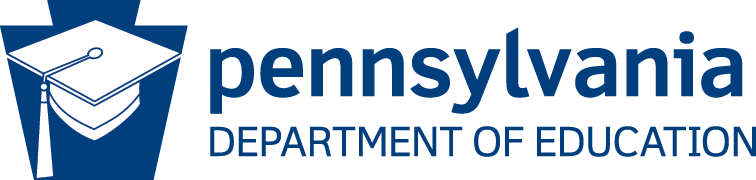 pennsylvania
DEPARTMENT OF EDUCATION